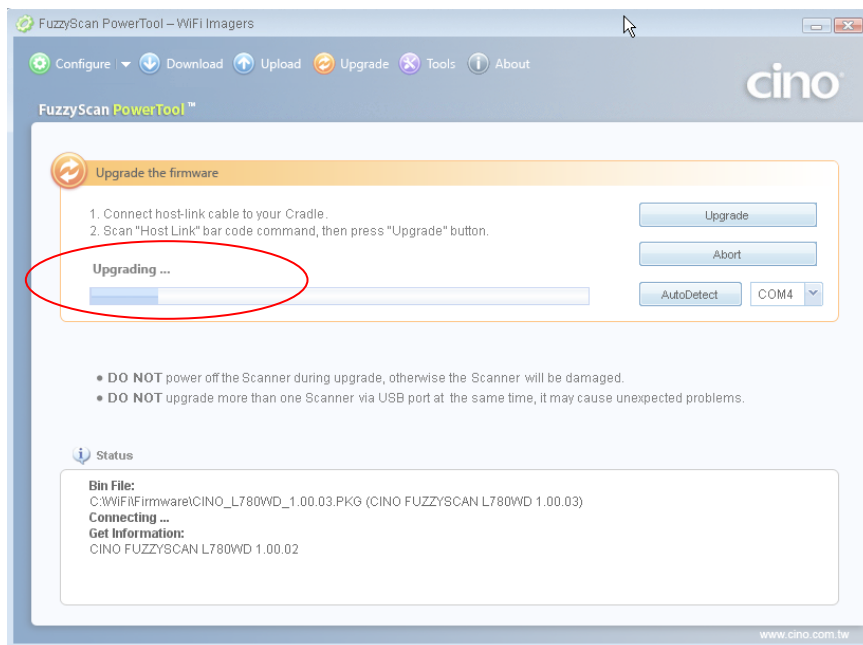 FuzzyScan PowerTool – WiFi Imagers
Configure Download Upload Upgrade Tools About
cino
FuzzyScan PowerTool™
Upgrade the firmware
1. Connect host-link cable to your Cradle.
2. Scan "Host Link" bar code command, then press "Upgrade" button.
Upgrade
Abort
Upgrading ...
AutoDetect COM4
• DO NOT power off the Scanner during upgrade, otherwise the Scanner will be damaged.
• DO NOT upgrade more than one Scanner via USB port at the same time, it may cause unexpected problems.
Status
Bin File:
C:\WiFi\Firmware\CINO_L780WD_1.00.03.PKG (CINO FUZZYSCAN L780WD 1.00.03)
Connecting ...
Get Information:
CINO FUZZYSCAN L780WD 1.00.02
www.cino.com.tw